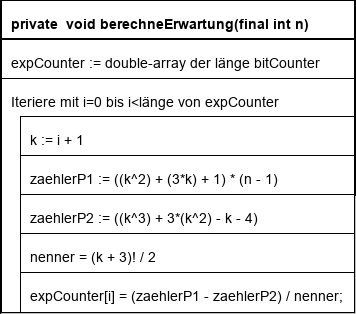 private void berechneErwartung(final int n)
expCounter := double-array der länge bitCounter
Iteriere mit i=0 bis i<länge von expCounter
k := i + 1
zaehlerP1 := ((k^2) + (3*k) + 1) * (n - 1)
zaehlerP2 := ((k^3) + 3*(k^2) - k - 4)
nenner = (k + 3)! / 2
expCounter[i] = (zaehlerP1 - zaehlerP2) / nenner;